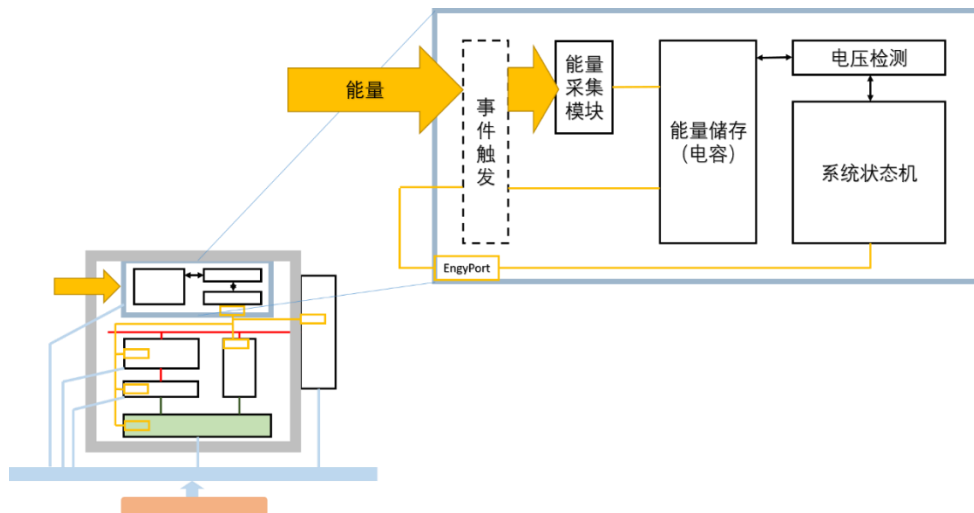 能量
事
件
触
发
能量
采集
模块
能量储存
(电容)
电压检测
系统状态机
EngyPort